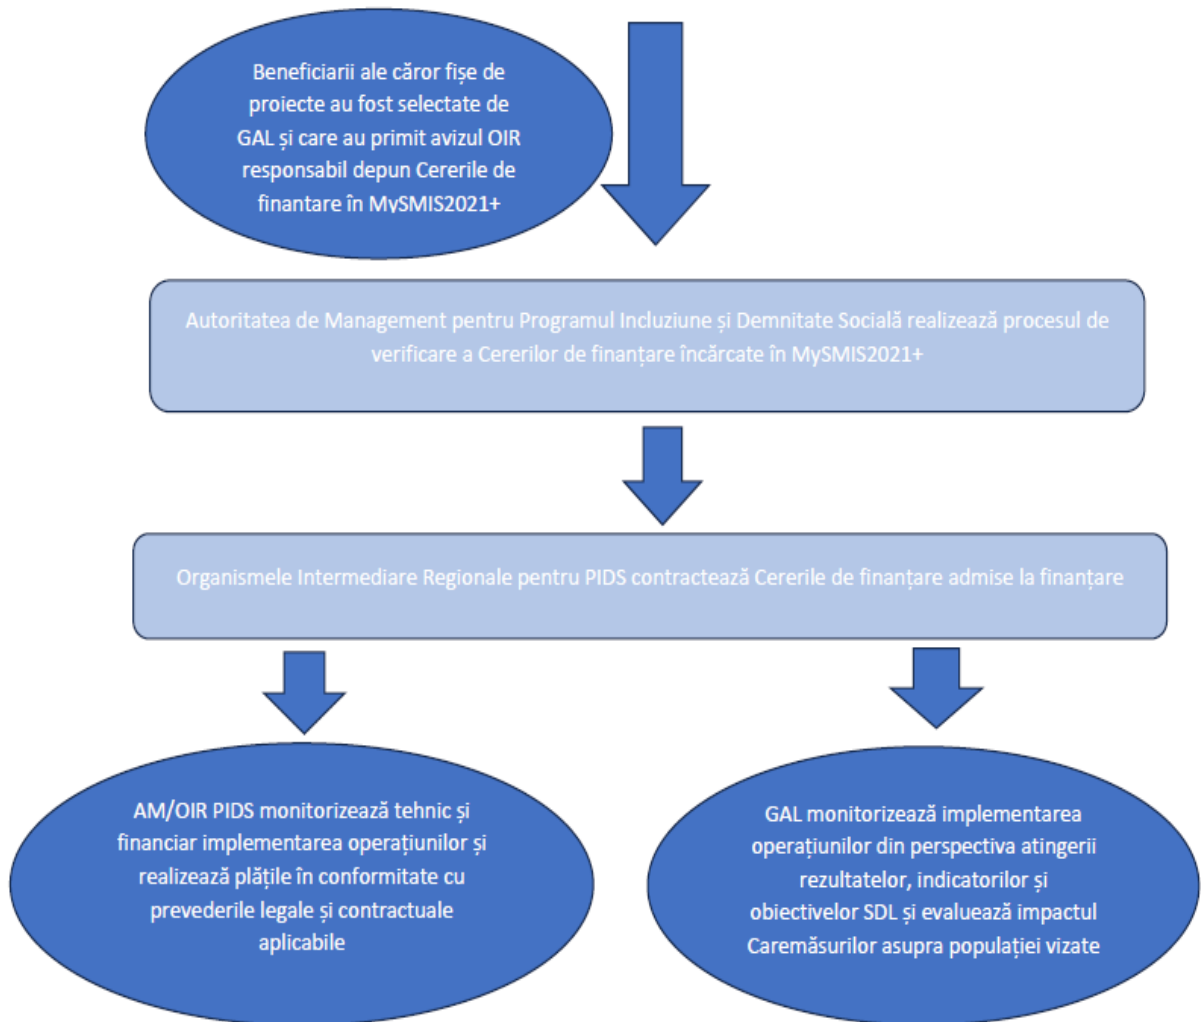 Beneficiarii ale căror fișe de
proiecte au fost selectate de
GAL și care au primit avizul OIR
responsabil depun Cererile de
finantare în MySMIS2021+
Autoritatea de Management pentru Programul Incluziune și Demnitate Socială realizează procesul de
verificare a Cererilor de finanțare încărcate în MySMIS2021+
Organismele Intermediare Regionale pentru PIDS contractează Cererile de finanțare admise la finanțare
AM/OIR PIDS monitorizează tehnic și
financiar implementarea operațiunilor și
realizează plățile în conformitate cu
prevederile legale și contractuale
aplicabile
GAL monitorizează implementarea
operațiunilor din perspectiva atingerii
rezultatelor, indicatorilor și
obiectivelor SDL și evaluează impactul
Caremăsurilor asupra populației vizate